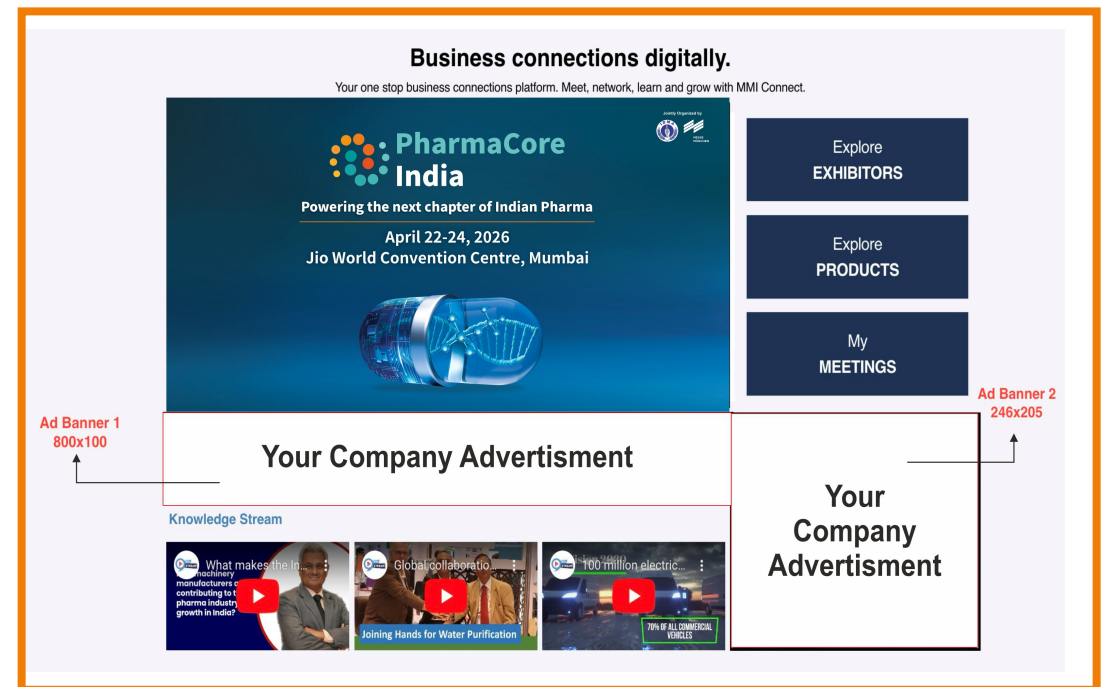 Business connections digitally.
Your one stop business connections platform. Meet, network, learn and grow with MMI Connect.
Jointly Organized by
PharmaCore
India
Powering the next chapter of Indian Pharma
April 22-24, 2026
Jio World Convention Centre, Mumbai
Explore
EXHIBITORS
Explore
PRODUCTS
My
MEETINGS
Ad Banner 1
800x100
Ad Banner 2
246x205
Your Company Advertisment
Your
Company
Advertisment
Knowledge Stream
What makes the In...
machinery
manufacturers
contributing to
pharma industry
growth in India?
Global collaboratio...
Joining Hands for Water Purification
100 million electric...
70% OF ALL COMMERCIAL
VEHICLES